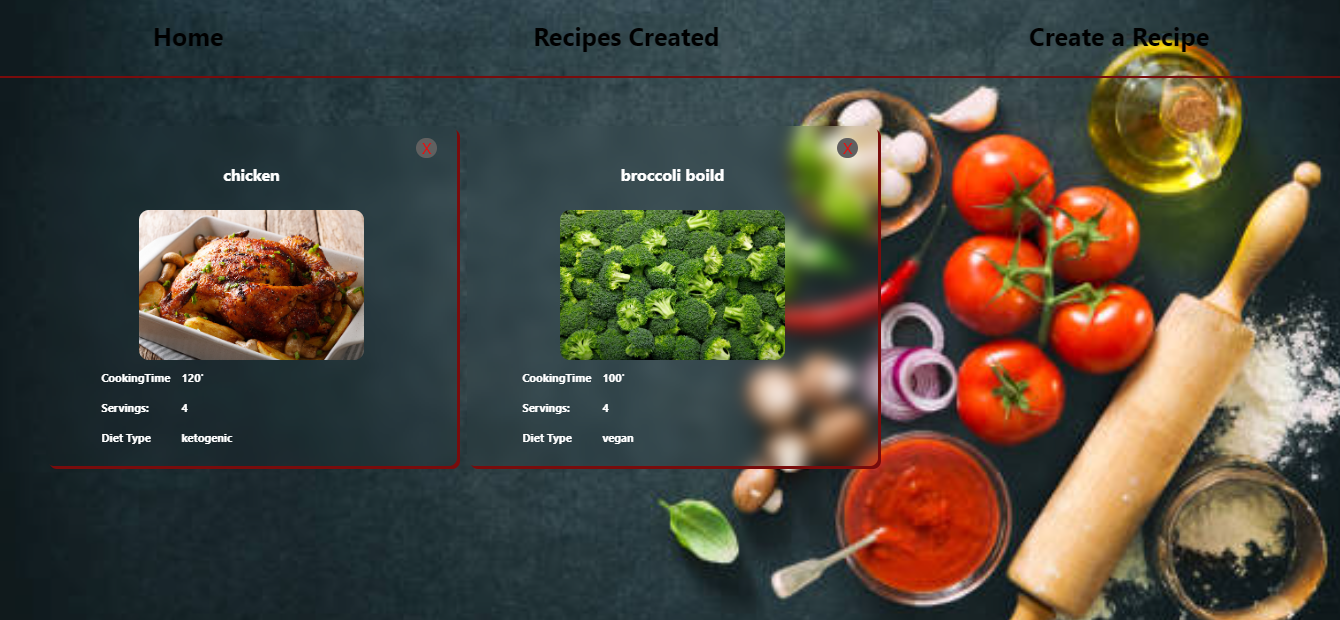 Home Recipes Created Create a Recipe
X
chicken
CookingTime 120'
Servings: 4
Diet Type ketogenic
X
broccoli boild
CookingTime 100'
Servings: 4
Diet Type vegan